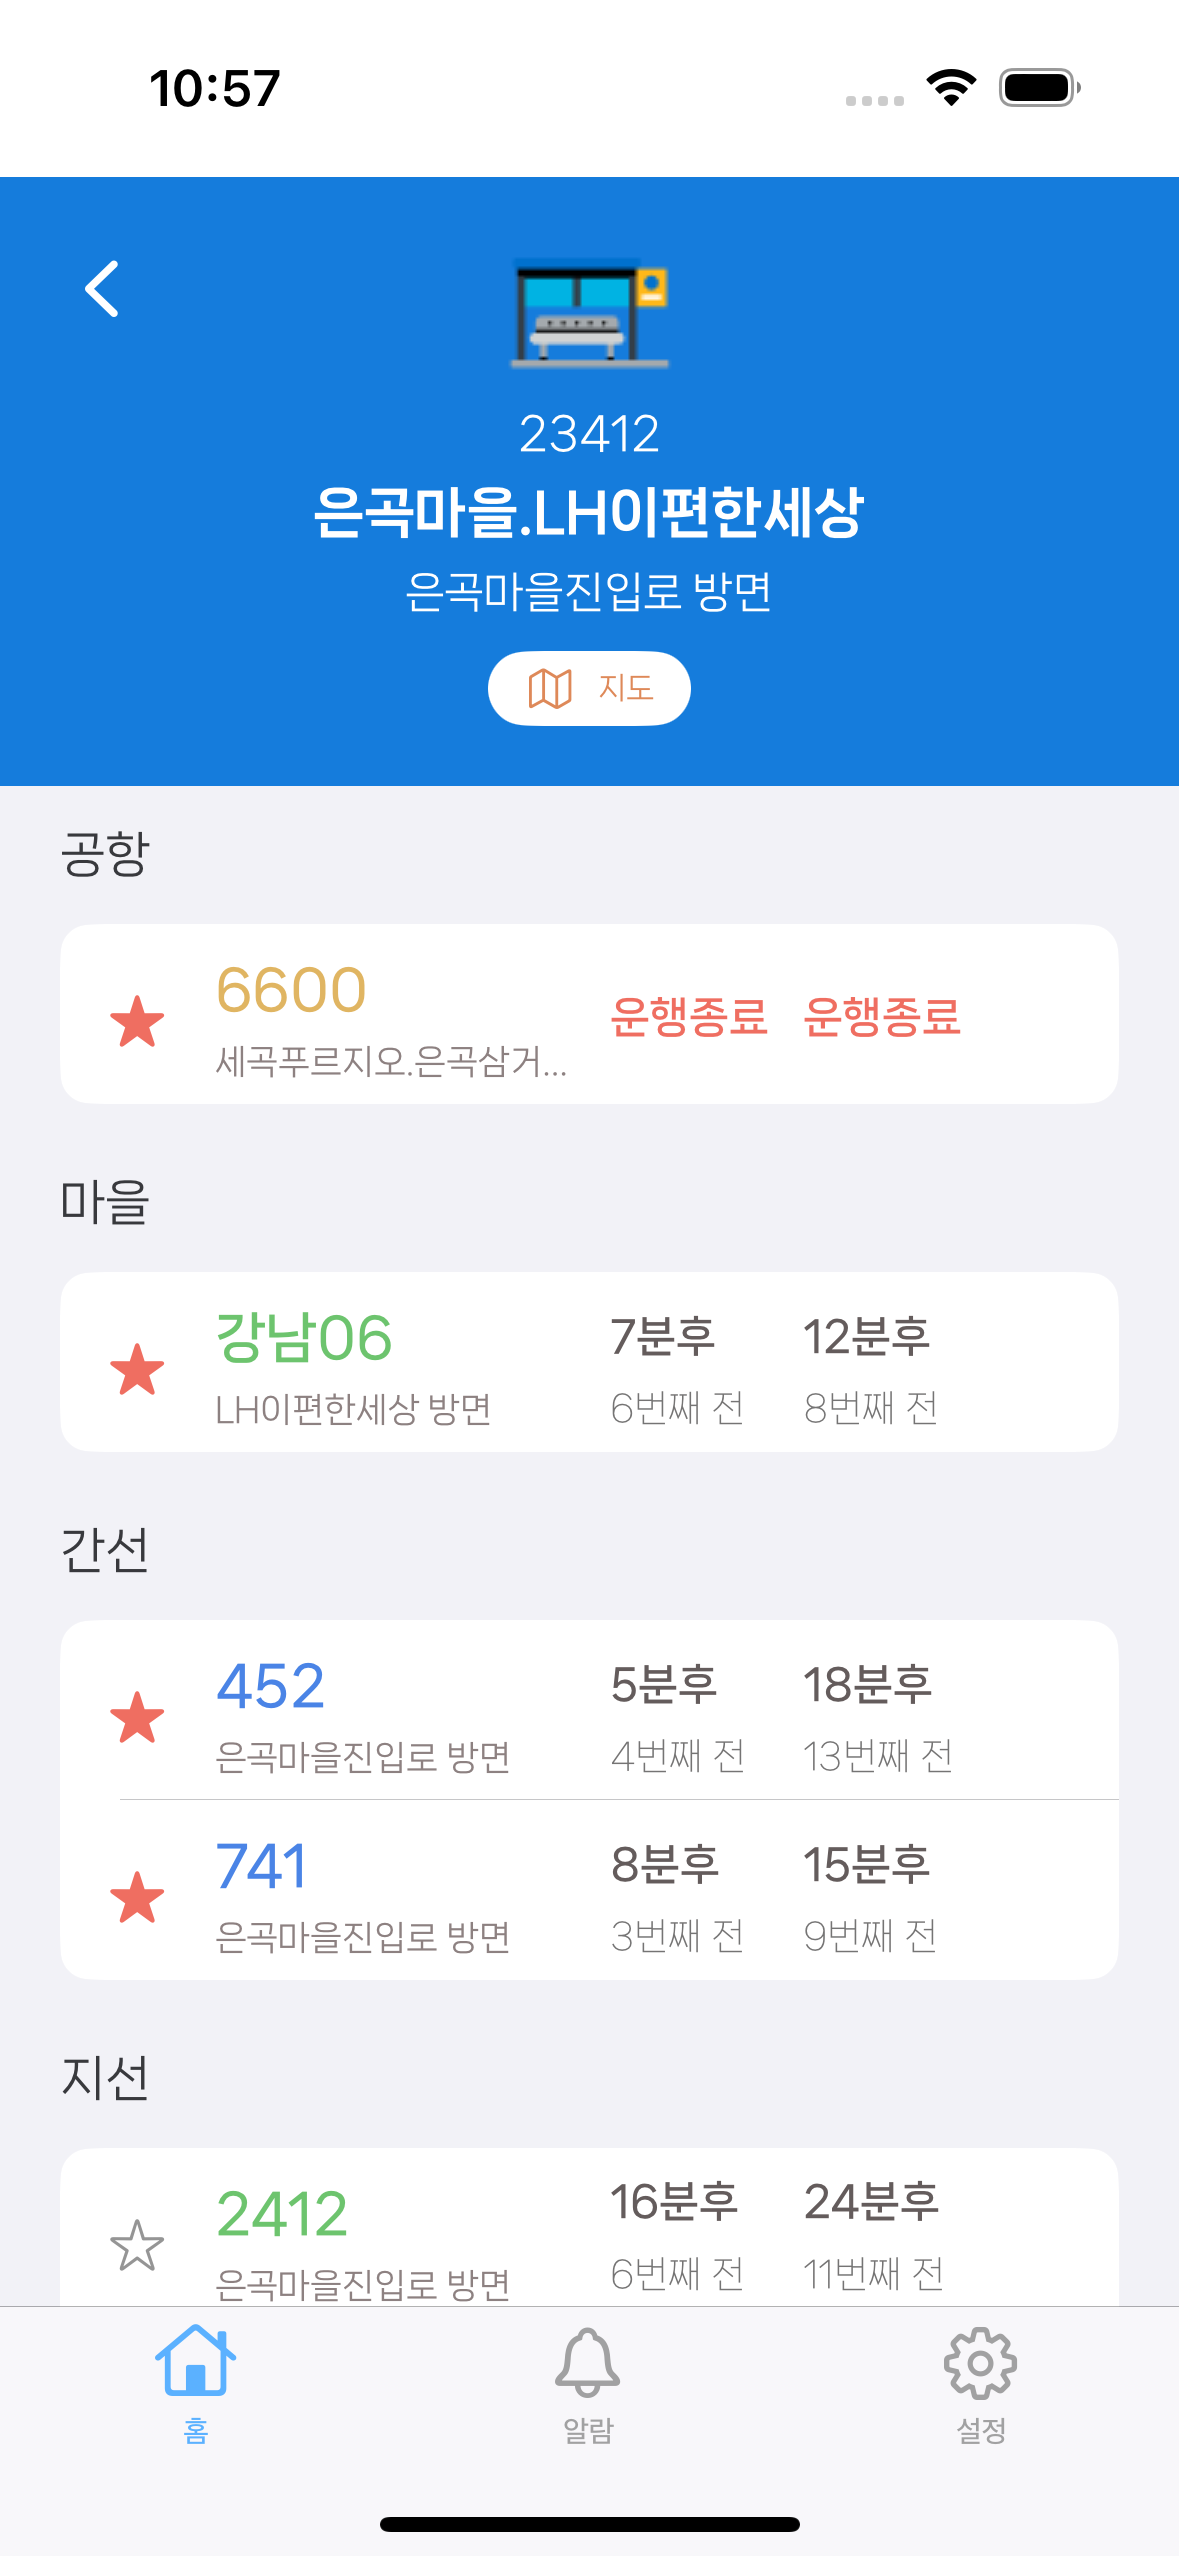 10:57
23412
은곡마을.LH이편한세상
은곡마을진입로 방면
지도
공항
6600 운행종료 운행종료
세곡푸르지오.은곡삼거...
마을
강남06 7분후 12분후
LH이편한세상 방면 6번째 전 8번째 전
간선
452 5분후 18분후
은곡마을진입로 방면 4번째 전 13번째 전
741 8분후 15분후
은곡마을진입로 방면 3번째 전 9번째 전
지선
2412 16분후 24분후
은곡마을진입로 방면 6번째 전 11번째 전
홈 알람 설정